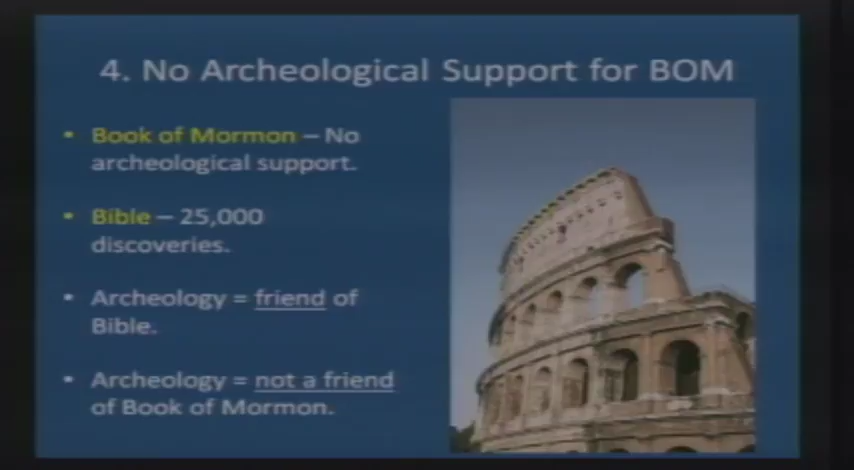 4. No Archeological Support for BOM
• Book of Mormon – No
archeological support.
• Bible – 25,000
discoveries.
• Archeology = friend of
Bible.
• Archeology = not a friend
of Book of Mormon.